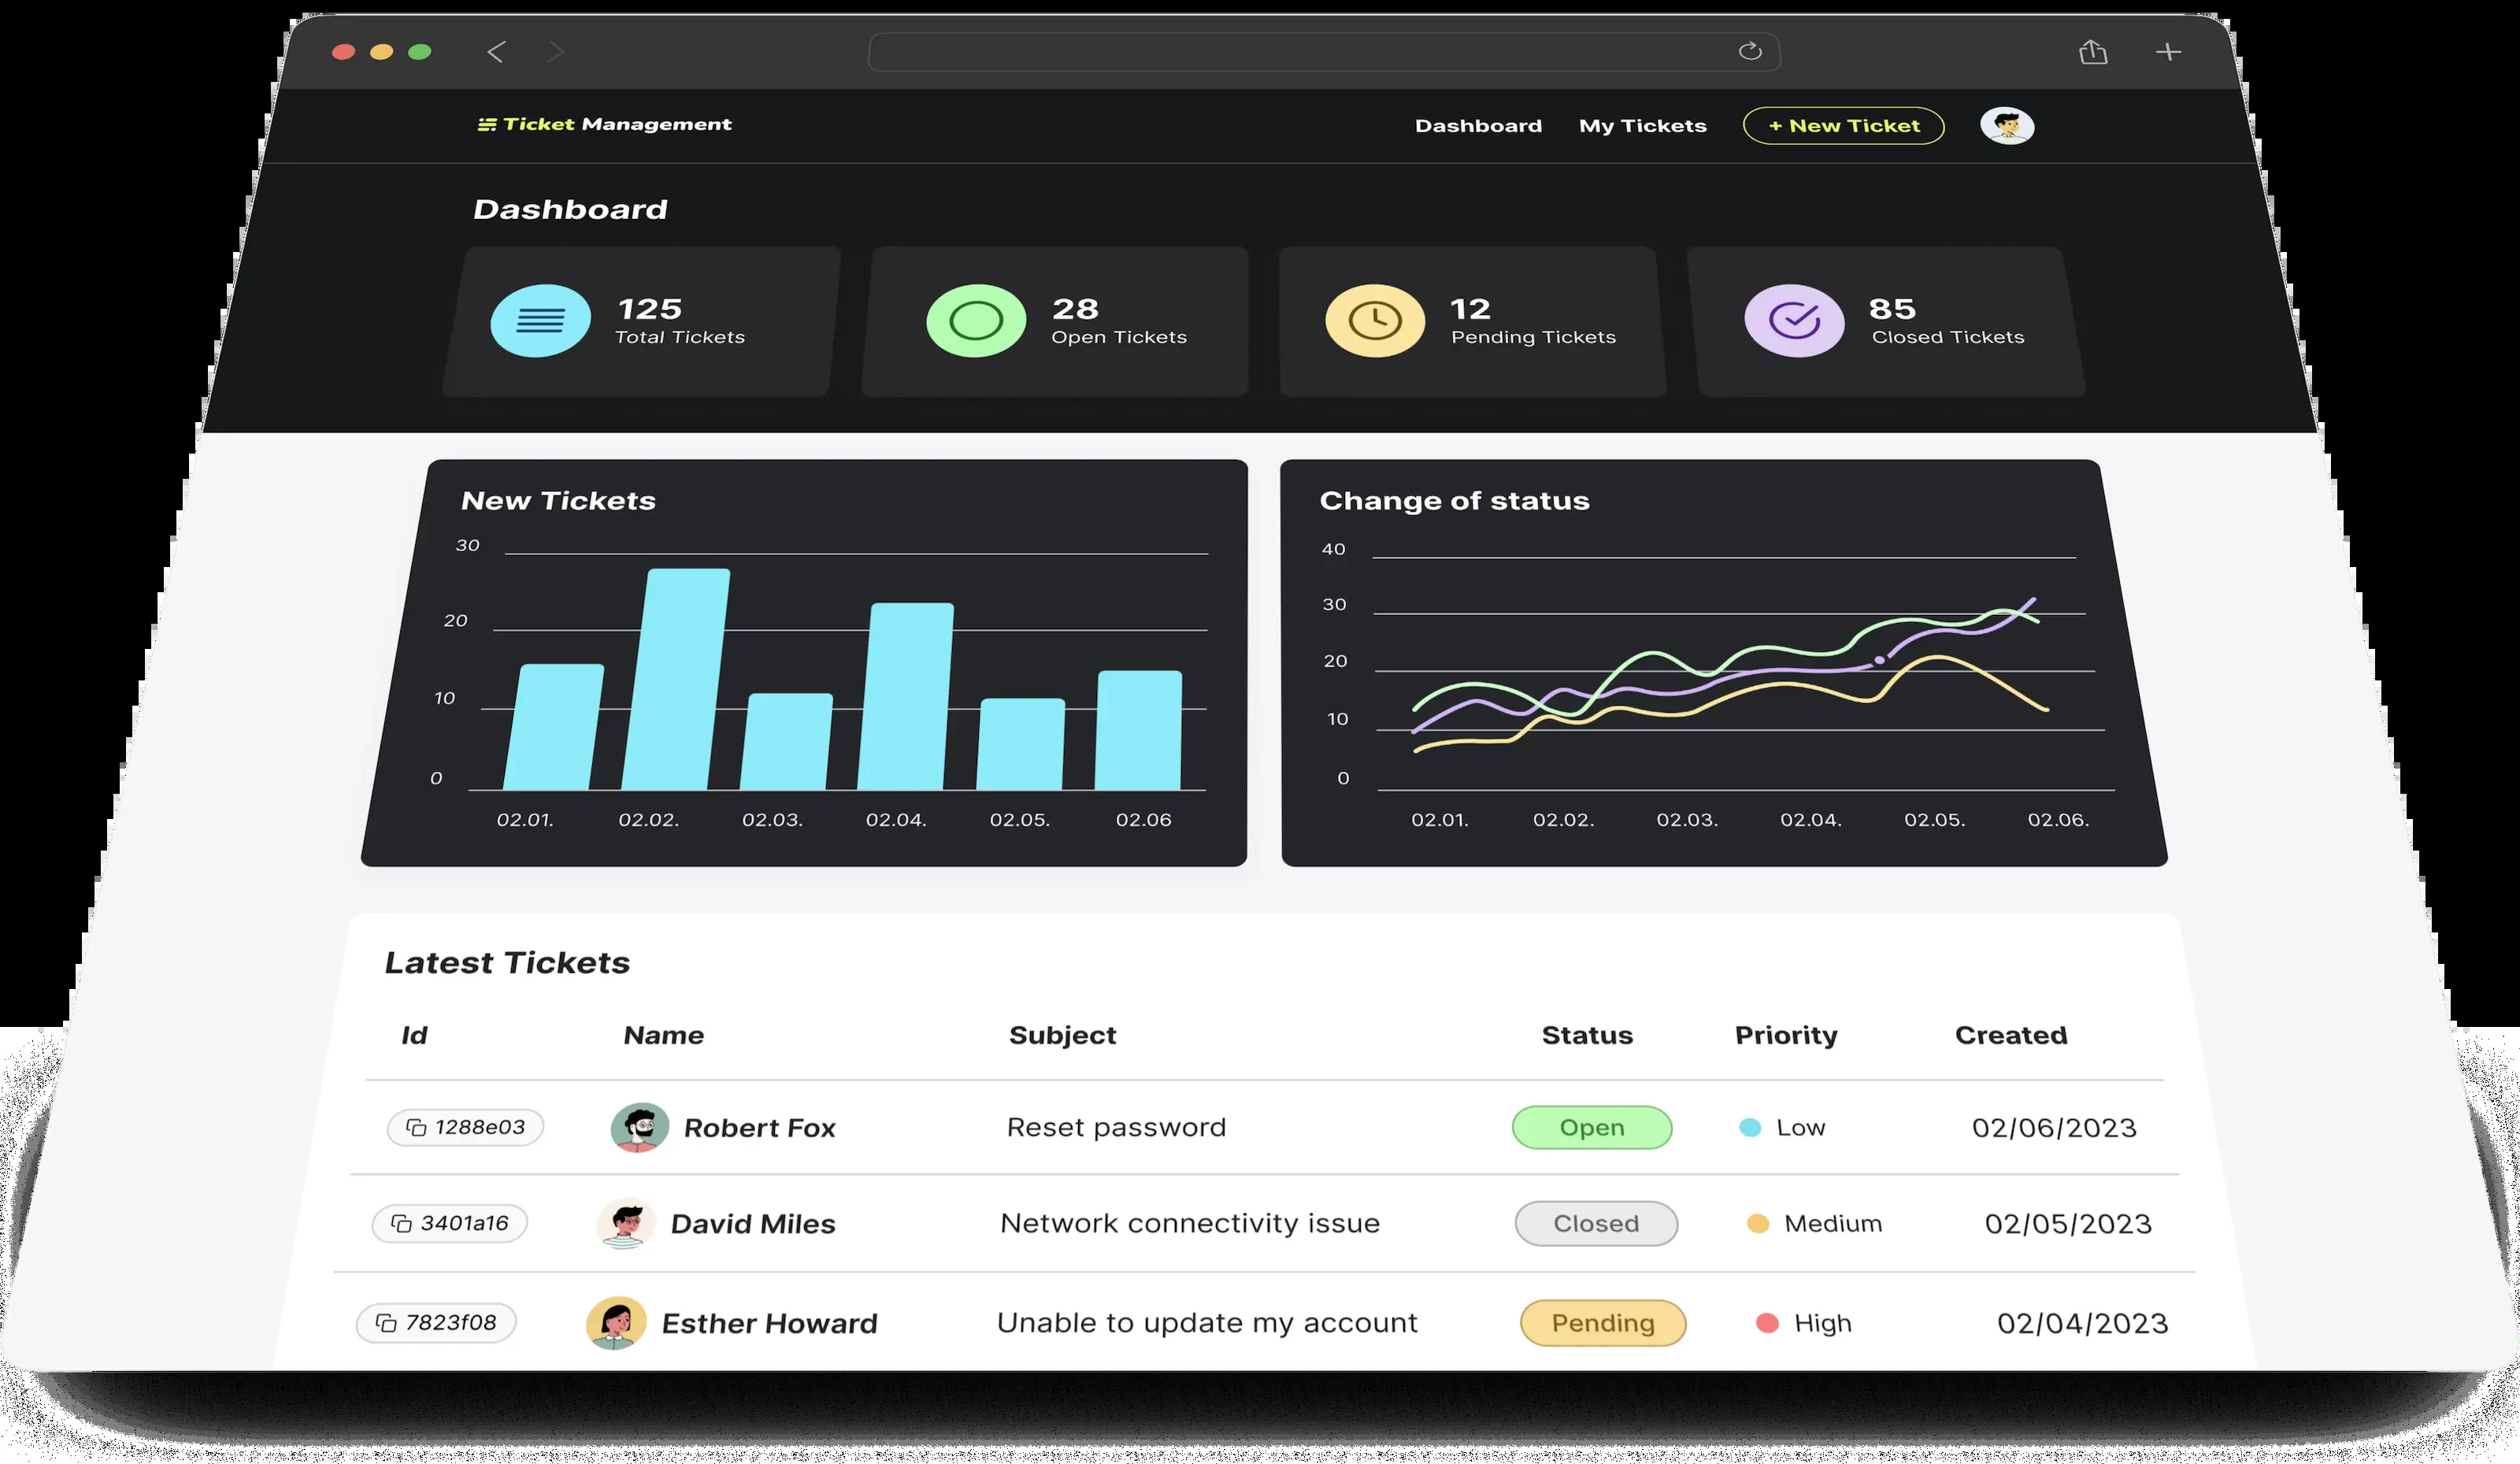 Ticket Management
Dashboard My Tickets + New Ticket
Dashboard
125
Total Tickets
28
Open Tickets
12
Pending Tickets
85
Closed Tickets
New Tickets
30
20
10
0
02.01. 02.02. 02.03. 02.04. 02.05. 02.06
Change of status
40
30
20
10
0
02.01. 02.02. 02.03. 02.04. 02.05. 02.06.
Latest Tickets
Id Name Subject Status Priority Created
1288e03 Robert Fox Reset password Open Low 02/06/2023
3401a16 David Miles Network connectivity issue Closed Medium 02/05/2023
7823f08 Esther Howard Unable to update my account Pending High 02/04/2023